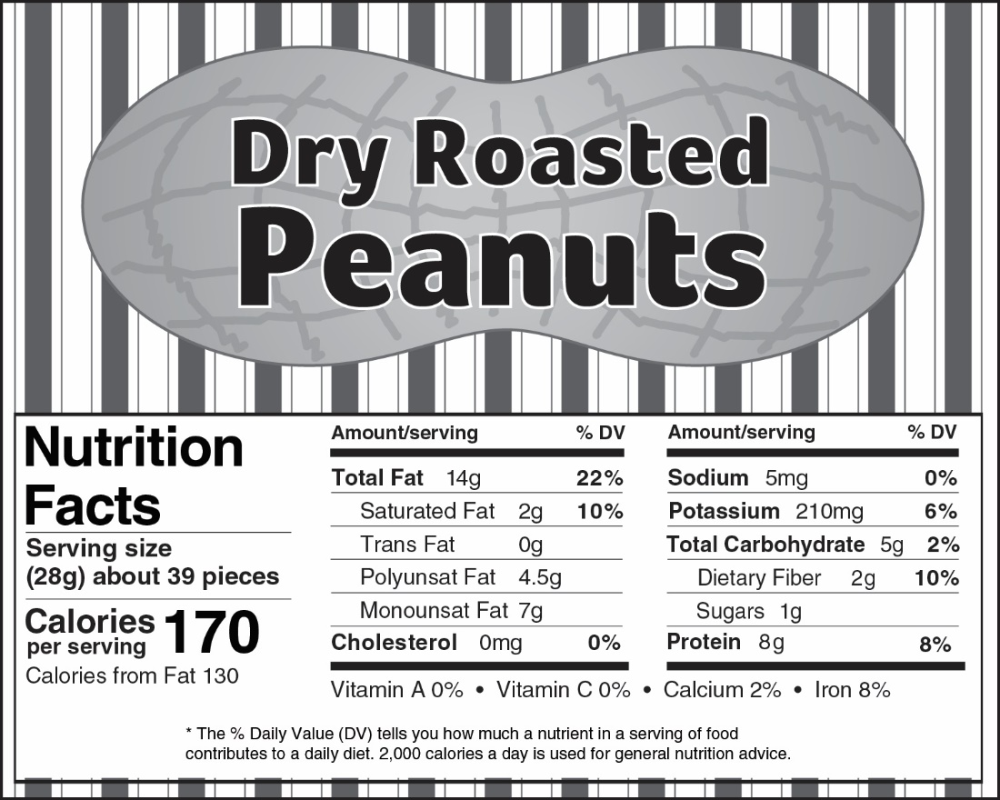 Dry Roasted
Peanuts
Nutrition
Facts
Serving size
(28g) about 39 pieces
Calories
per serving 170
Calories from Fat 130
Amount/serving % DV
Total Fat 14g 22%
Saturated Fat 2g 10%
Trans Fat 0g
Polyunsat Fat 4.5g
Monounsat Fat 7g
Cholesterol 0mg 0%
Amount/serving % DV
Sodium 5mg 0%
Potassium 210mg 6%
Total Carbohydrate 5g 2%
Dietary Fiber 2g 10%
Sugars 1g
Protein 8g 8%
Vitamin A 0% • Vitamin C 0% • Calcium 2% • Iron 8%
* The % Daily Value (DV) tells you how much a nutrient in a serving of food
contributes to a daily diet. 2,000 calories a day is used for general nutrition advice.